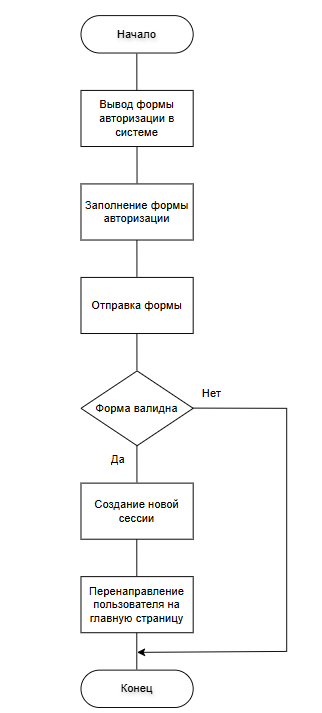 Начало
Вывод формы
авторизации в
системе
Заполнение формы
авторизации
Отправка формы
Форма валидна
Нет
Да
Создание новой
сессии
Перенаправление
пользователя на
главную страницу
Конец